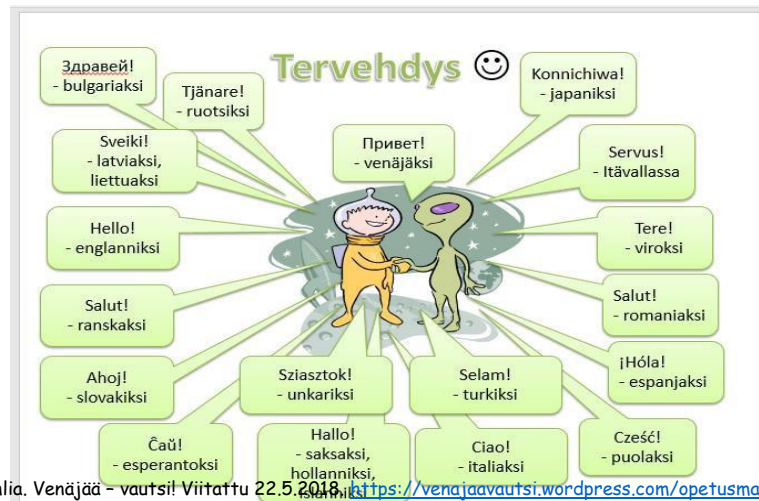 Tervehdys ☺
Здравей!
- bulgariaksi
Tjänare!
- ruotsiksi
Konnichiwa!
- japaniksi
Sveiki!
- latviaksi,
liettuaksi
Привет!
- venäjäksi
Servus!
- Itävallassa
Hello!
- englanniksi
Tere!
- viroksi
Salut!
- ranskaksi
Salut!
- romaniaksi
Ahoj!
- slovakiksi
Sziasztok!
- unkariksi
Selam!
- turkiksi
¡Hóla!
- espanjaksi
Ĉaŭ!
- esperantoksi
Hallo!
- saksaksi,
hollanniksi,
islanniksi
Ciao!
- italiaksi
Cześć!
- puolaksi
lia. Venäjää – vautsi! Viitattu 22.5.2018. https://venajaavautsi.wordpress.com/opetusma